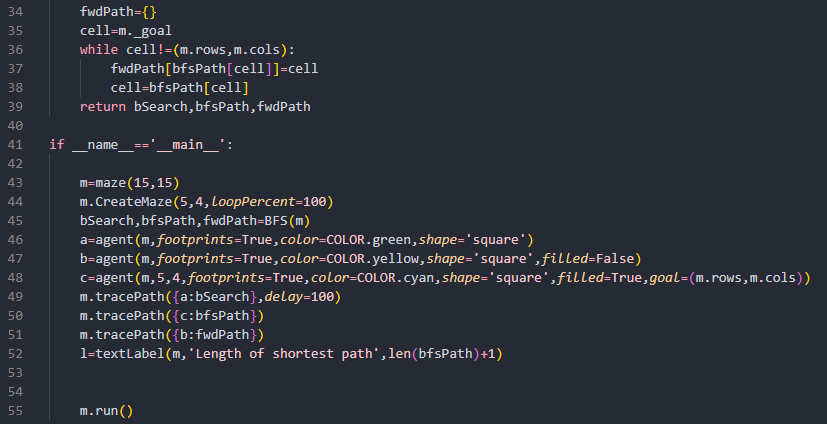 34 fwdPath={}
35 cell=m._goal
36 while cell!=(m.rows,m.cols):
37 fwdPath[bfsPath[cell]]=cell
38 cell=bfsPath[cell]
39 return bSearch,bfsPath,fwdPath
40
41 if __name__=='__main__':
42
43 m=maze(15,15)
44 m.CreateMaze(5,4,loopPercent=100)
45 bSearch,bfsPath,fwdPath=BFS(m)
46 a=agent(m,footprints=True,color=COLOR.green,shape='square')
47 b=agent(m,footprints=True,color=COLOR.yellow,shape='square',filled=False)
48 c=agent(m,5,4,footprints=True,color=COLOR.cyan,shape='square',filled=True,goal=(m.rows,m.cols))
49 m.tracePath({a:bSearch},delay=100)
50 m.tracePath({c:bfsPath})
51 m.tracePath({b:fwdPath})
52 l=textLabel(m,'Length of shortest path',len(bfsPath)+1)
53
54
55 m.run()